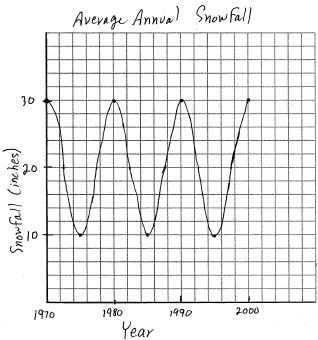 Average Annual Snowfall
30
20
10
Snowfall (inches)
1970 1980 1990 2000
Year